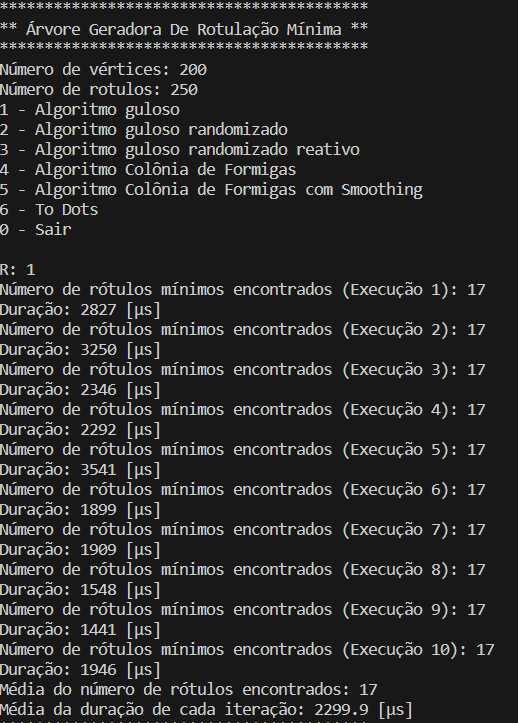 *****************************************
** Árvore Geradora De Rotulação Mínima **
*****************************************
Número de vértices: 200
Número de rotulos: 250
1 - Algoritmo guloso
2 - Algoritmo guloso randomizado
3 - Algoritmo guloso randomizado reativo
4 - Algoritmo Colônia de Formigas
5 - Algoritmo Colônia de Formigas com Smoothing
6 - To Dots
0 - Sair
R: 1
Número de rótulos mínimos encontrados (Execução 1): 17
Duração: 2827 [µs]
Número de rótulos mínimos encontrados (Execução 2): 17
Duração: 3250 [µs]
Número de rótulos mínimos encontrados (Execução 3): 17
Duração: 2346 [µs]
Número de rótulos mínimos encontrados (Execução 4): 17
Duração: 2292 [µs]
Número de rótulos mínimos encontrados (Execução 5): 17
Duração: 3541 [µs]
Número de rótulos mínimos encontrados (Execução 6): 17
Duração: 1899 [µs]
Número de rótulos mínimos encontrados (Execução 7): 17
Duração: 1909 [µs]
Número de rótulos mínimos encontrados (Execução 8): 17
Duração: 1548 [µs]
Número de rótulos mínimos encontrados (Execução 9): 17
Duração: 1441 [µs]
Número de rótulos mínimos encontrados (Execução 10): 17
Duração: 1946 [µs]
Média do número de rótulos encontrados: 17
Média da duração de cada iteração: 2299.9 [µs]
*****************************************